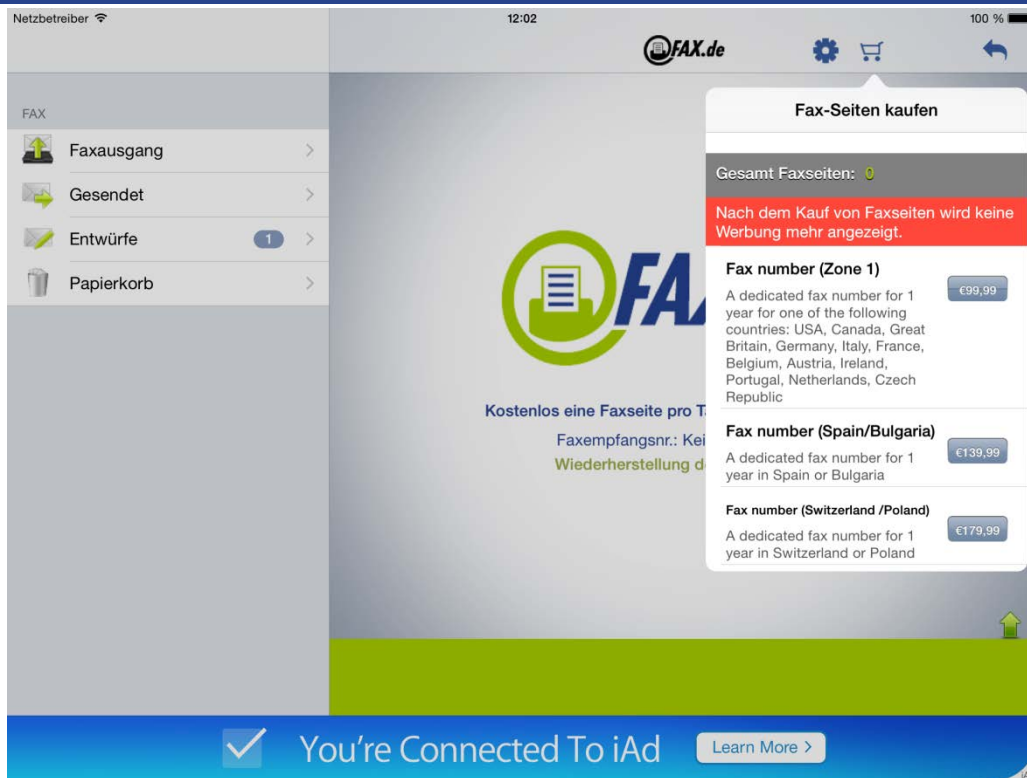 Netzbetreiber
12:02
100 %
FAX.de
FAX
Faxausgang
Gesendet
Entwürfe
1
Papierkorb
FA
Kostenlos eine Faxseite pro
Faxempfangsnr.:
Wiederherstellung
Fax-Seiten kaufen
Gesamt Faxseiten: 0
Nach dem Kauf von Faxseiten wird keine
Werbung mehr angezeigt.
Fax number (Zone 1)
€99,99
A dedicated fax number for 1
year for one of the following
countries: USA, Canada, Great
Britain, Germany, Italy, France,
Belgium, Austria, Ireland,
Portugal, Netherlands, Czech
Republic
Fax number (Spain/Bulgaria)
€139,99
A dedicated fax number for 1
year in Spain or Bulgaria
Fax number (Switzerland /Poland)
€179,99
A dedicated fax number for 1
year in Switzerland or Poland
You're Connected To iAd
Learn More >